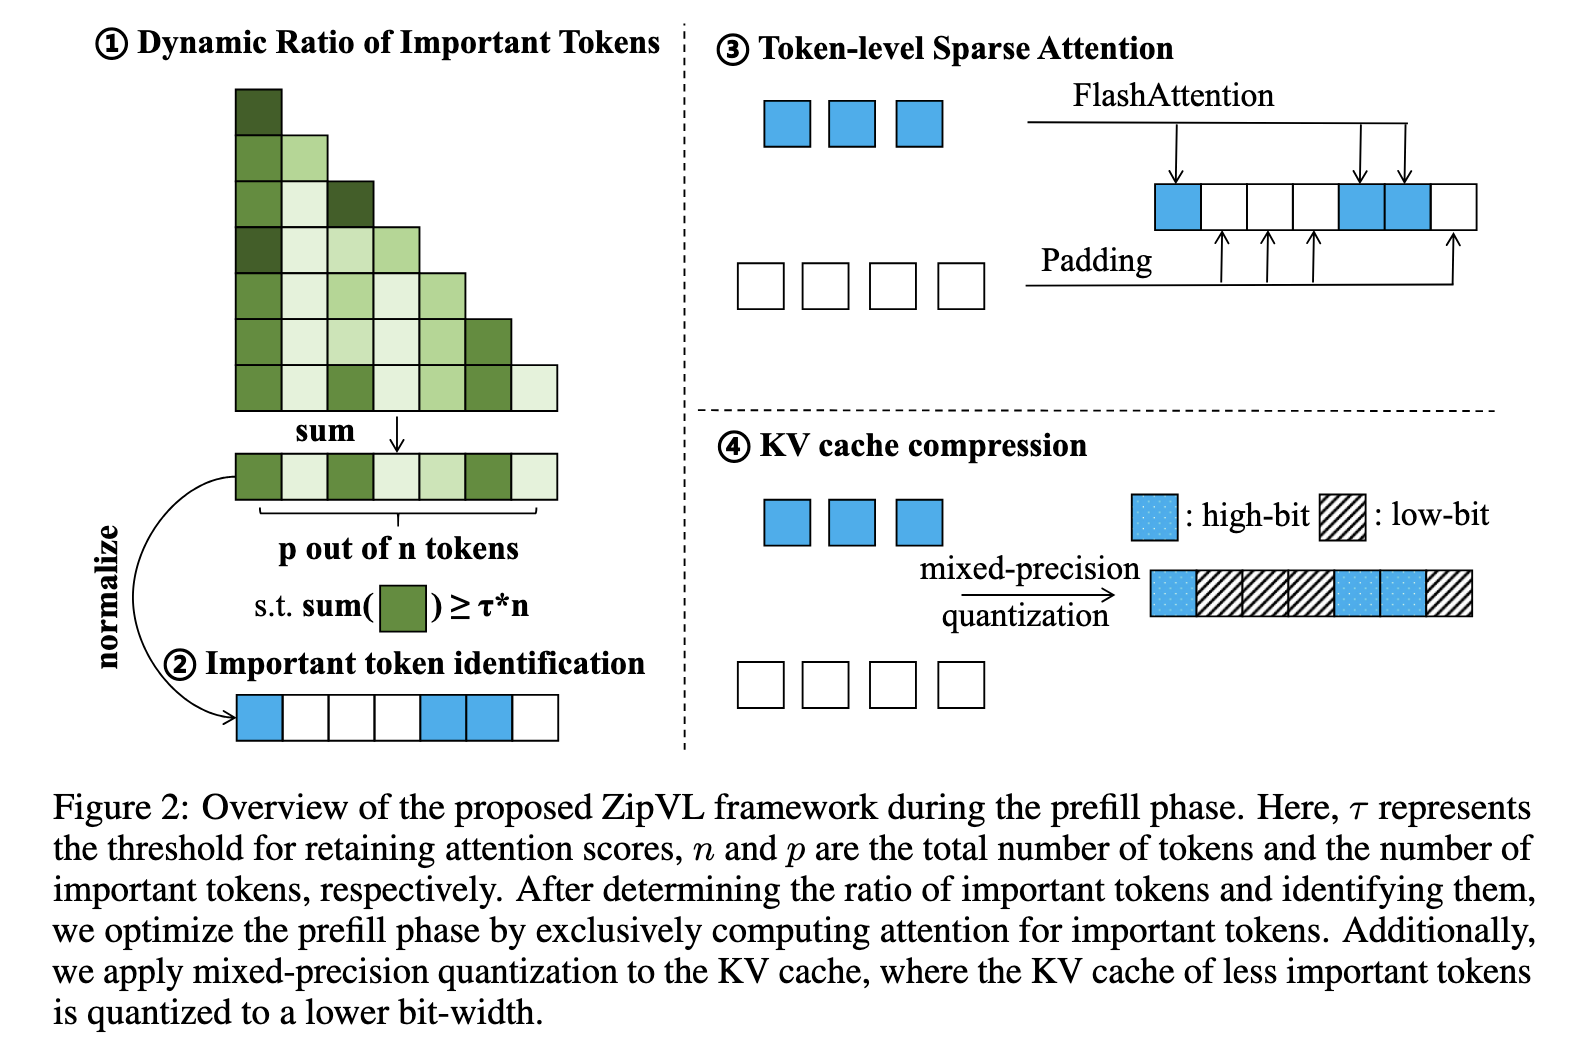 ① Dynamic Ratio of Important Tokens
sum
p out of n tokens
s.t. sum( ) ≥ τ*n
normalize
② Important token identification
③ Token-level Sparse Attention
FlashAttention
Padding
④ KV cache compression
: high-bit : low-bit
mixed-precision
quantization
Figure 2: Overview of the proposed ZipVL framework during the prefill phase. Here, τ represents
the threshold for retaining attention scores, n and p are the total number of tokens and the number of
important tokens, respectively. After determining the ratio of important tokens and identifying them,
we optimize the prefill phase by exclusively computing attention for important tokens. Additionally,
we apply mixed-precision quantization to the KV cache, where the KV cache of less important tokens
is quantized to a lower bit-width.